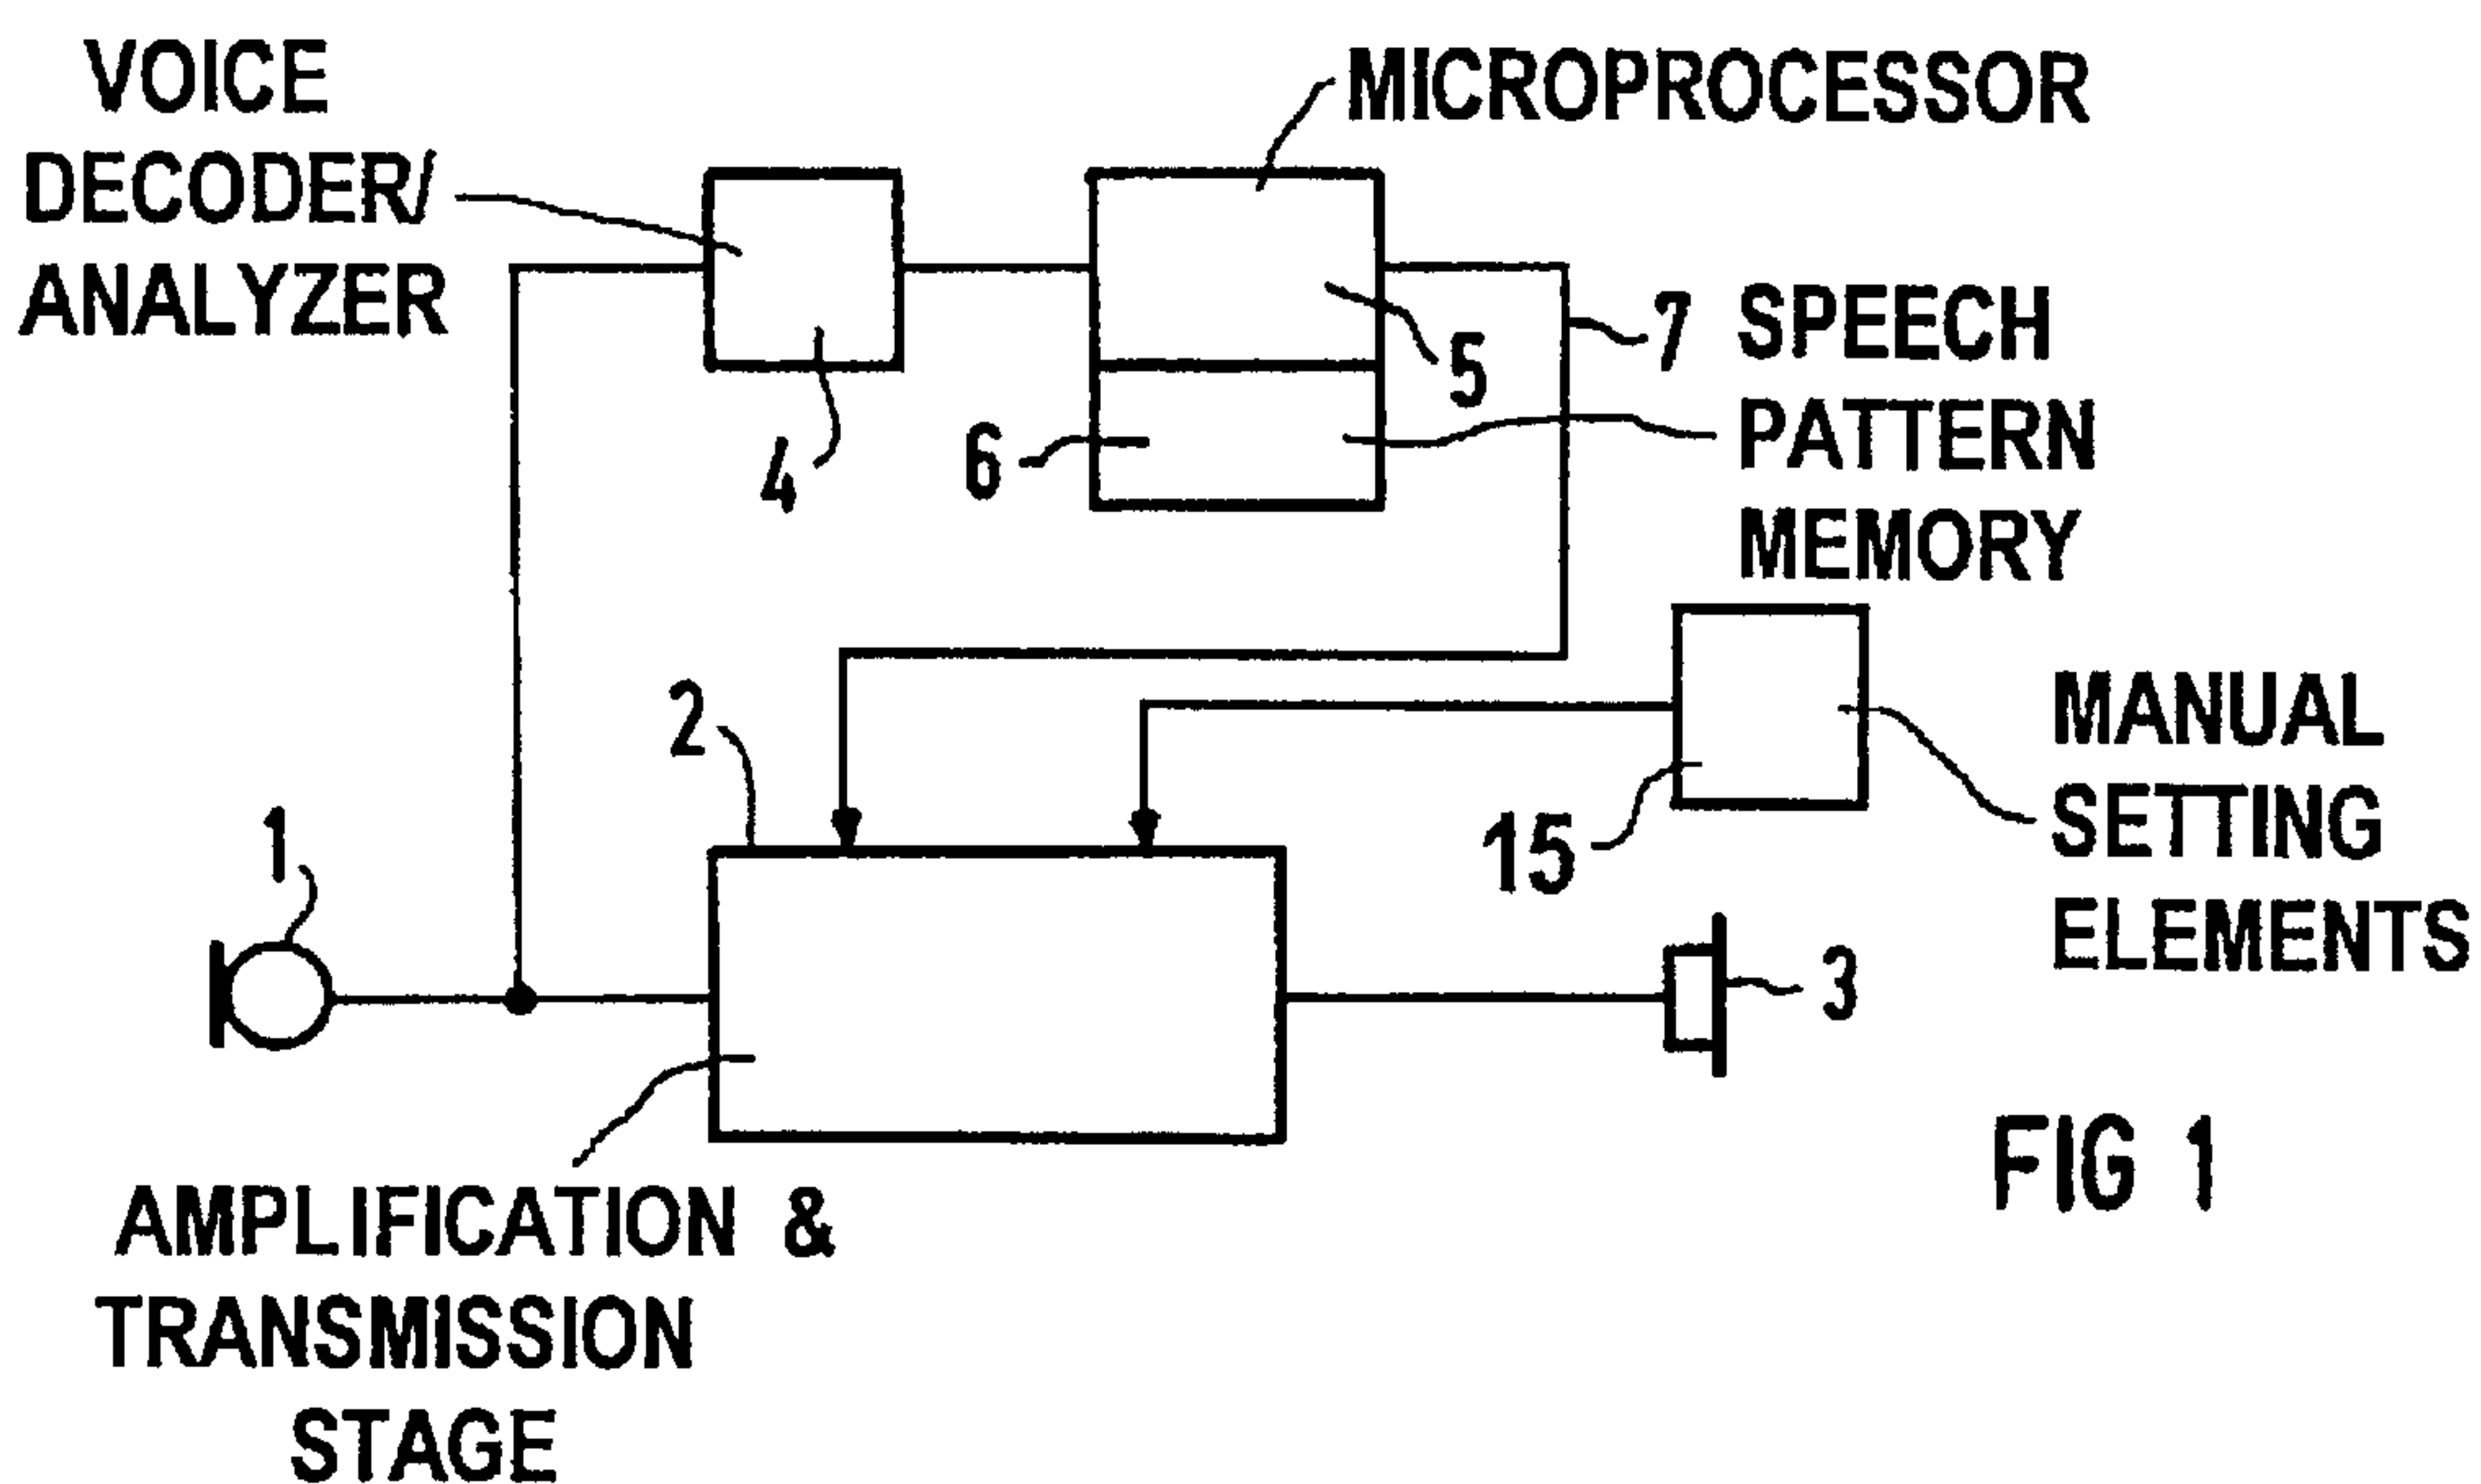 VOICE
DECODER/
ANALYZER
MICROPROCESSOR
5
7
SPEECH
PATTERN
MEMORY
4
6
2
1
15
MANUAL
SETTING
ELEMENTS
3
AMPLIFICATION &
TRANSMISSION
STAGE
FIG 1